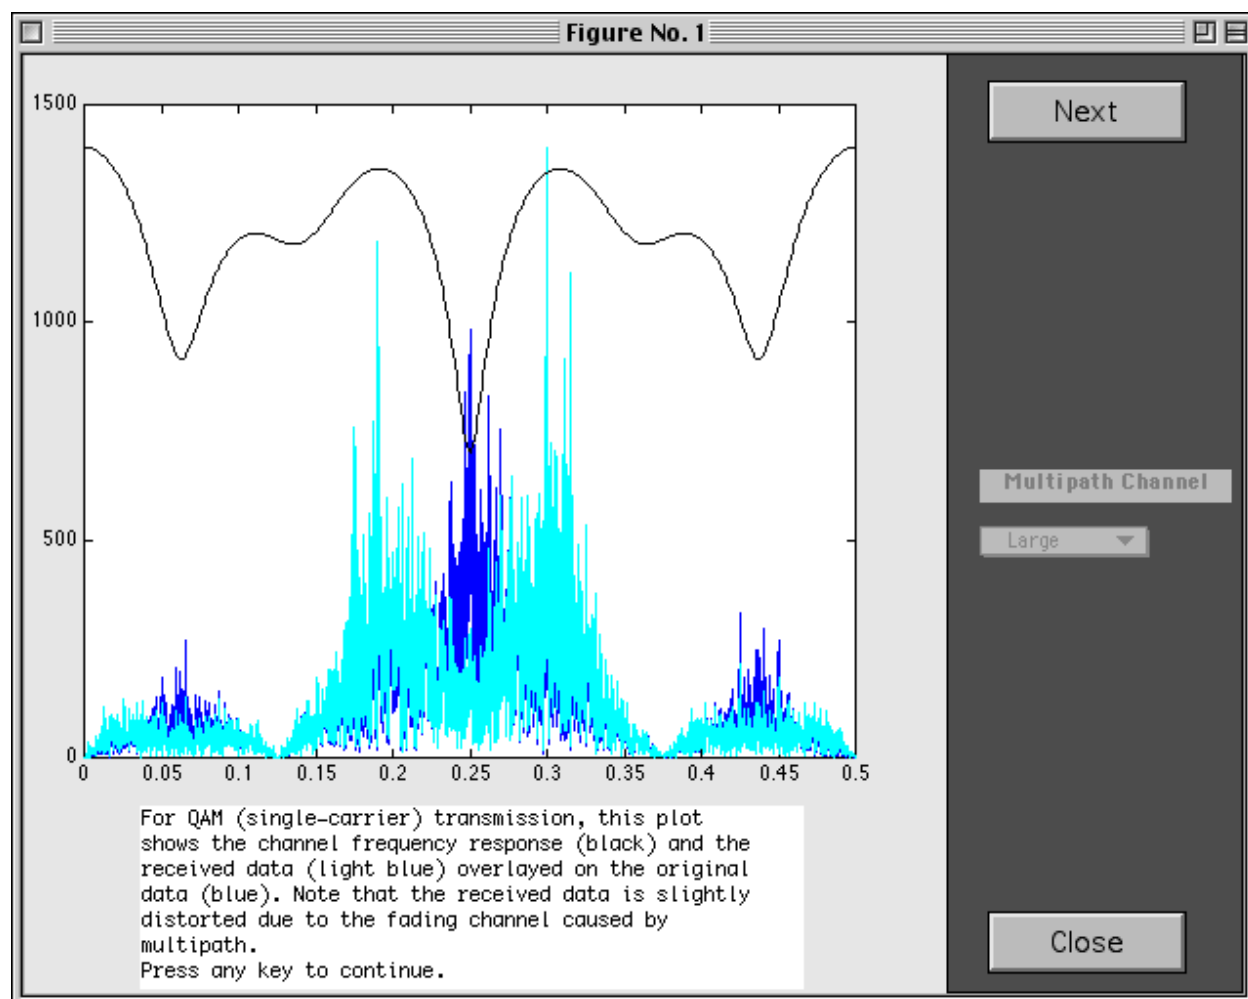 Figure No. 1
Next
1500
1000
500
0
0
0.05
0.1
0.15
0.2
0.25
0.3
0.35
0.4
0.45
0.5
Multipath Channel
Large
For QAM (single-carrier) transmission, this plot
shows the channel frequency response (black) and the
received data (light blue) overlayed on the original
data (blue). Note that the received data is slightly
distorted due to the fading channel caused by
multipath.
Press any key to continue.
Close